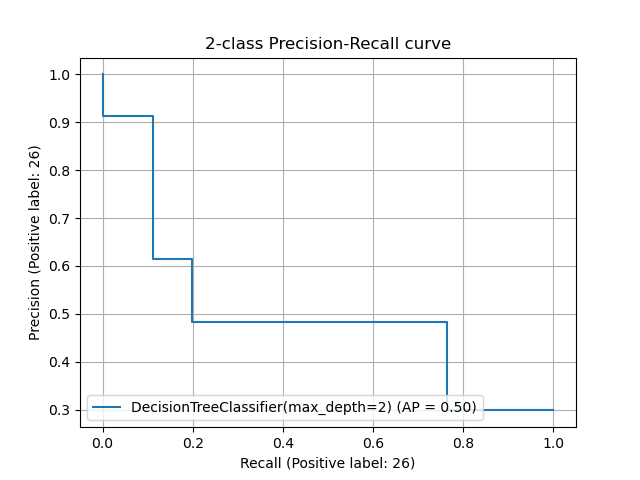 2-class Precision-Recall curve
1.0
0.9
0.8
0.7
0.6
0.5
0.4
0.3
Precision (Positive label: 26)
DecisionTreeClassifier(max_depth=2) (AP = 0.50)
0.0 0.2 0.4 0.6 0.8 1.0
Recall (Positive label: 26)